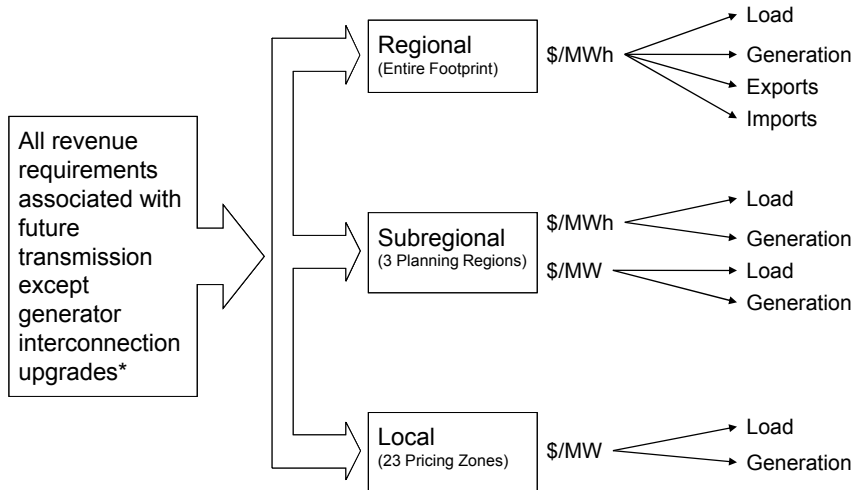 All revenue
requirements
associated with
future
transmission
except
generator
interconnection
upgrades*
Regional
(Entire Footprint)
$/MWh
Load
Generation
Exports
Imports
Subregional
(3 Planning Regions)
$/MWh
Load
Generation
$/MW
Load
Generation
Local
(23 Pricing Zones)
$/MW
Load
Generation